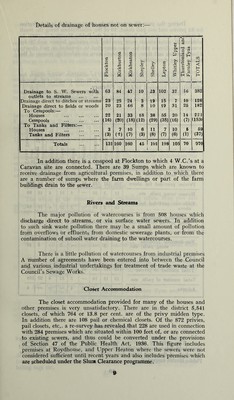 Details of drainage of houses not on sewer:—
Flockton
Kirkburton
Kirkheaton
Shelley
Shepley
Lepton
Whitley Upper
TOTALS
Drainage to S. W. Sewers with
outlets to streams
Drainage direct to ditches or streams
Drainage direct to fields or woods
To Cesspools:—
Houses
Cesspools
To Tanks and Filters:—
Houses
Tanks and Filters
Totals
In addition there is a cesspool at Flockton to which 4 W.C.'s at a
Caravan site are connected. There are 39 Sumps which are known to
receive drainage from agricultural premises, in addition to which there
are a number of sumps where the farm dwellings or part of the farm
buildings drain to the sewer.
Rivers and Streams
The major pollution of watercourses is from 508 houses which
discharge direct to streams, or via surface water sewers. In addition
to such sink waste pollution there may be a small amount of pollution
from overflows or effluents, from domestic sewerage plants, or from the
contamination of subsoil water draining to the watercourses.
There is a little pollution of watercourses from industrial premises
A number of agreements have been entered into between the Council
and various industrial undertakings for treatment of trade waste at the
Council's Sewage Works.
Closet Accommodation
The closet accommodation provided for many of the houses and
other premises is very unsatisfactory. There are in the district 5,541
closets, of which 764 or 13.8 per cent. are of the privy midden type.
In addition there are 108 pail or chemical closets. Of the 872 privies,
pail closets, etc., a re-survey has revealed that 228 are used in connection
with 284 premises which are situated within 100 feet of, or are connected
to existing sewers, and thus could be converted under the provisions
of Section 47 of the Public Health Act, 1936. This figure includes
premises at Roydhouse, and Upper Heaton where the sewers were not
considered sufficient until recent years and also includes premises which
are scheduled under the Slum Clearance programme.
9